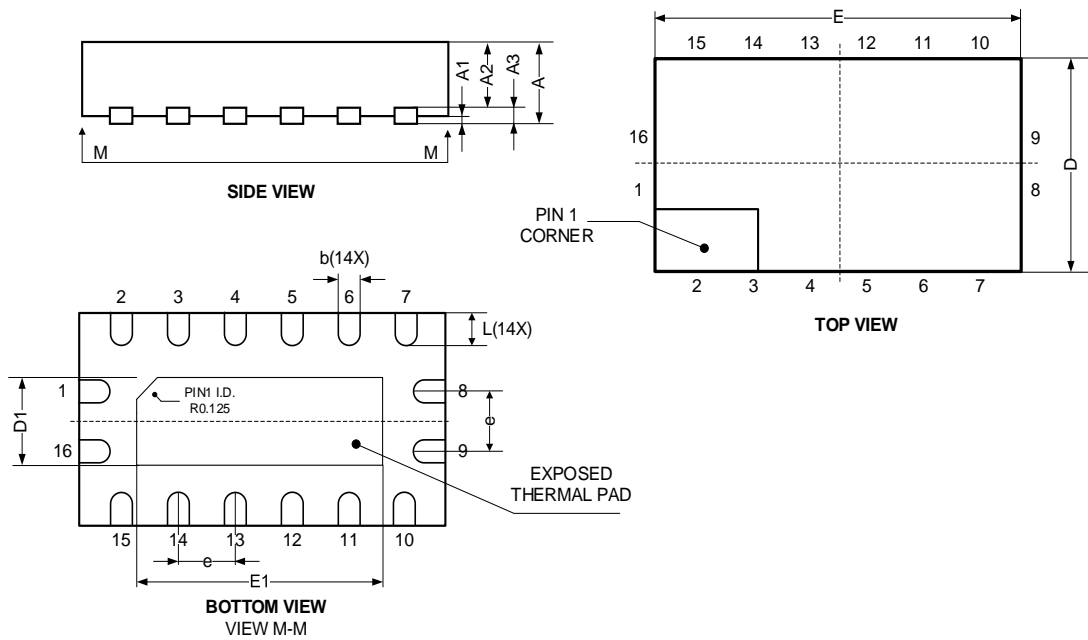 A1
A2
A3
A
M
M
SIDE VIEW
E
15 14 13 12 11 10
16
9
D
1
8
PIN 1
CORNER
2 3 4 5 6 7
TOP VIEW
b(14X)
2 3 4 5 6 7
L(14X)
1
PIN1 I.D.
R0.125
8
D1
e
16
9
EXPOSED
THERMAL PAD
15 14 13 12 11 10
e
E1
BOTTOM VIEW
VIEW M-M